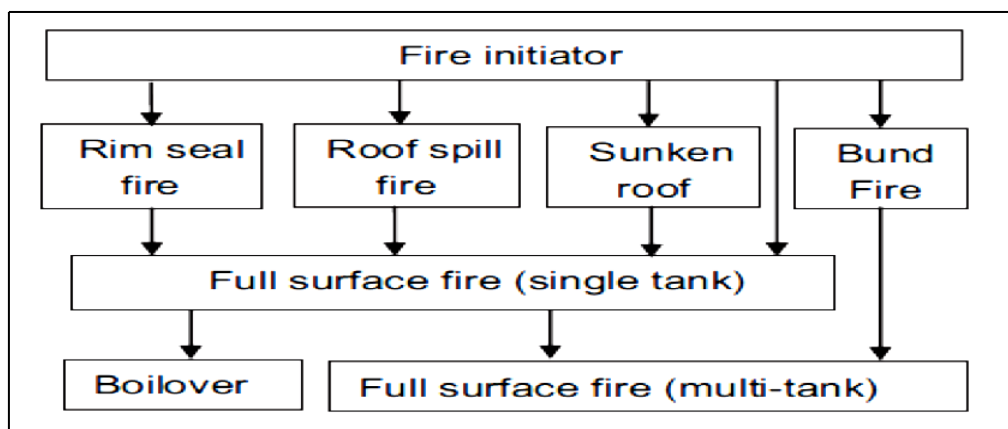 Fire initiator
Rim seal
fire
Roof spill
fire
Sunken
roof
Bund
Fire
Full surface fire (single tank)
Boilover
Full surface fire (multi-tank)